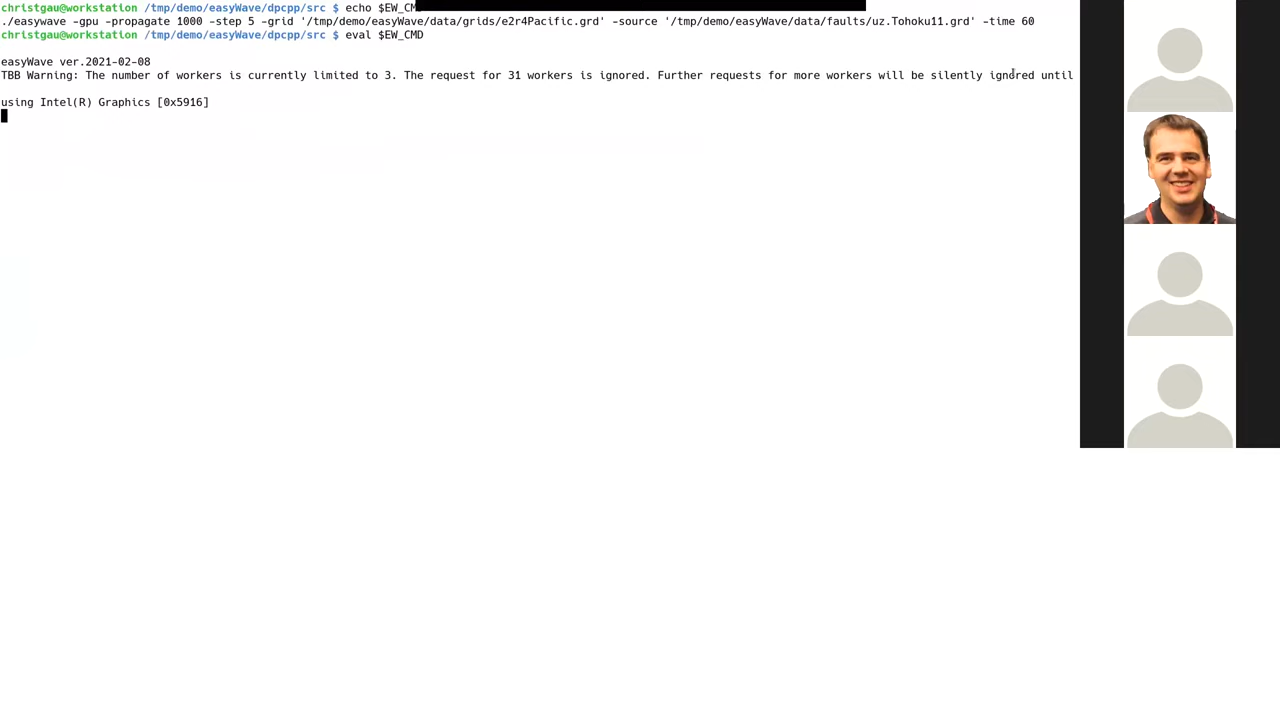 christgau@workstation /tmp/demo/easyWave/dpcpp/src $ echo $EW_CM
./easywave -gpu -propagate 1000 -step 5 -grid '/tmp/demo/easyWave/data/grids/e2r4Pacific.grd' -source '/tmp/demo/easyWave/data/faults/uz.Tohoku11.grd' -time 60
christgau@workstation /tmp/demo/easyWave/dpcpp/src $ eval $EW_CMD
easyWave ver.2021-02-08
TBB Warning: The number of workers is currently limited to 3. The request for 31 workers is ignored. Further requests for more workers will be silently ignored until
using Intel(R) Graphics [0x5916]